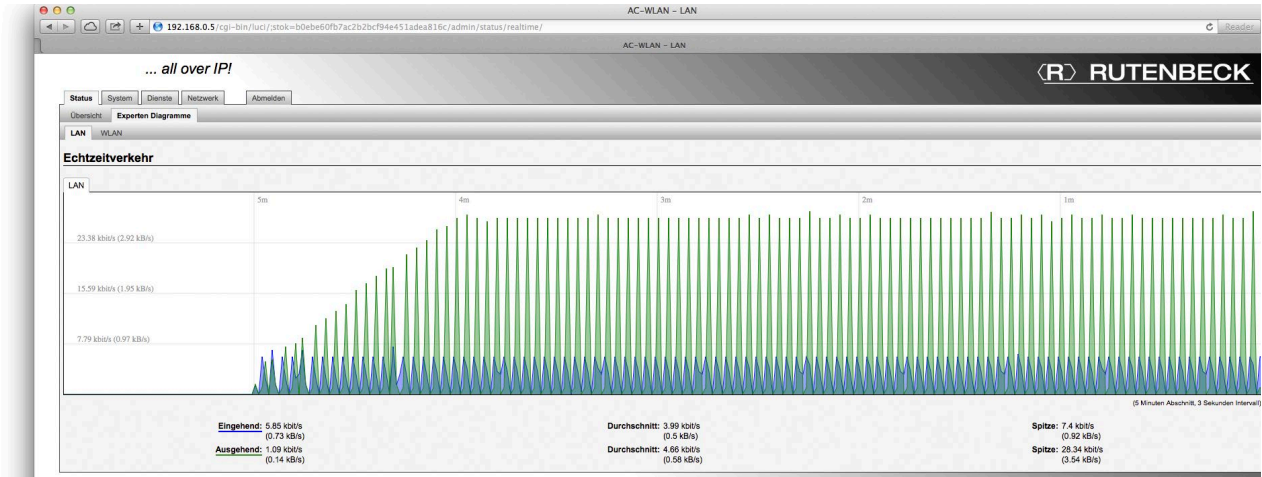 AC-WLAN – LAN
192.168.0.5/cgi-bin/luci/;stok=b0ebe60fb7ac2b2bcf94e451adea816c/admin/status/realtime/
Reader
AC-WLAN – LAN
... all over IP!
⟨R⟩ RUTENBECK
Status System Dienste Netzwerk Abmelden
Übersicht Experten Diagramme
LAN WLAN
Echtzeitverkehr
LAN
5m 4m 3m 2m 1m
23.38 kbit/s (2.92 kB/s)
15.59 kbit/s (1.95 kB/s)
7.79 kbit/s (0.97 kB/s)
(5 Minuten Abschnitt, 3 Sekunden Intervall)
Eingehend: 5.85 kbit/s Durchschnitt: 3.99 kbit/s Spitze: 7.4 kbit/s
(0.73 kB/s) (0.5 kB/s) (0.92 kB/s)
Ausgehend: 1.09 kbit/s Durchschnitt: 4.66 kbit/s Spitze: 28.34 kbit/s
(0.14 kB/s) (0.58 kB/s) (3.54 kB/s)